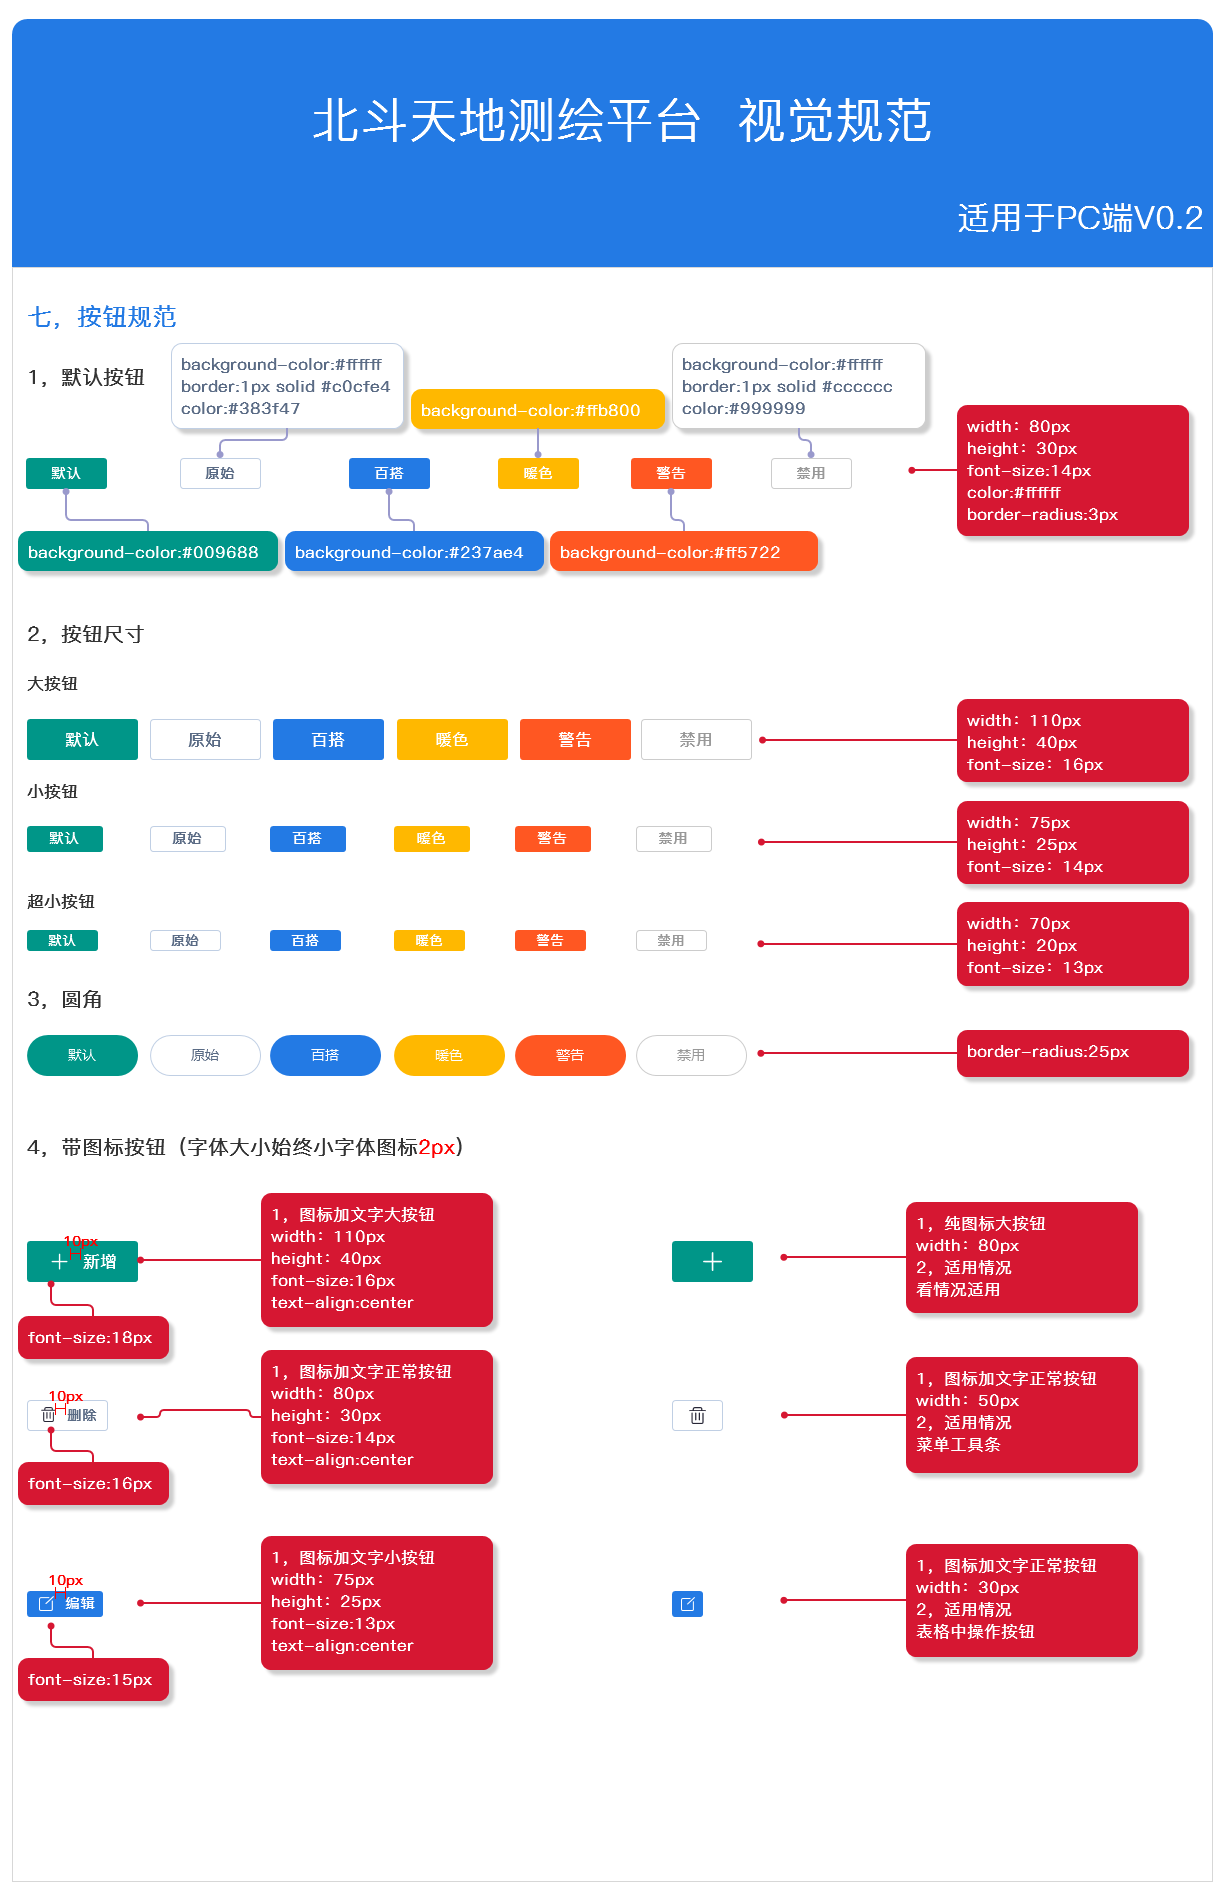 北斗天地测绘平台 视觉规范
适用于PC端V0.2
七，按钮规范
1，默认按钮
background-color:#ffffff
border:1px solid #c0cfe4
color:#383f47
background-color:#ffb800
background-color:#ffffff
border:1px solid #cccccc
color:#999999
width：80px
height：30px
font-size:14px
color:#ffffff
border-radius:3px
默认 原始 百搭 暖色 警告 禁用
background-color:#009688
background-color:#237ae4
background-color:#ff5722
2，按钮尺寸
大按钮
默认 原始 百搭 暖色 警告 禁用
width：110px
height：40px
font-size：16px
小按钮
默认 原始 百搭 暖色 警告 禁用
width：75px
height：25px
font-size：14px
超小按钮
默认 原始 百搭 暖色 警告 禁用
width：70px
height：20px
font-size：13px
3，圆角
默认 原始 百搭 暖色 警告 禁用
border-radius:25px
4，带图标按钮（字体大小始终小字体图标2px）
10px
新增
font-size:18px
1，图标加文字大按钮
width：110px
height：40px
font-size:16px
text-align:center
1，纯图标大按钮
width：80px
2，适用情况
看情况适用
10px
删除
font-size:16px
1，图标加文字正常按钮
width：80px
height：30px
font-size:14px
text-align:center
1，图标加文字正常按钮
width：50px
2，适用情况
菜单工具条
10px
编辑
font-size:15px
1，图标加文字小按钮
width：75px
height：25px
font-size:13px
text-align:center
1，图标加文字正常按钮
width：30px
2，适用情况
表格中操作按钮